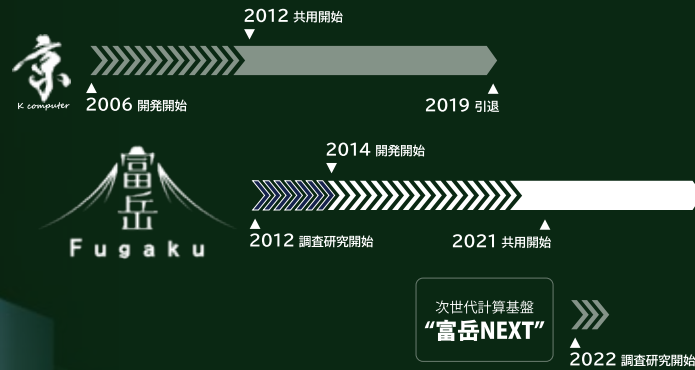 2012 共用開始
京
K computer
2006 開発開始
2019 引退
2014 開発開始
富岳
Fugaku
2012 調査研究開始
2021 共用開始
次世代計算基盤
“富岳NEXT”
2022 調査研究開始